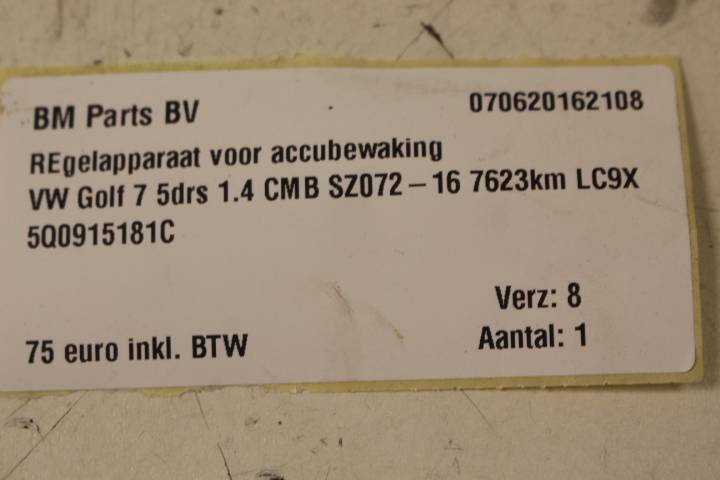 BM Parts BV 070620162108
REgelapparaat voor accubewaking
VW Golf 7 5drs 1.4 CMB SZ072 – 16 7623km LC9X
5Q0915181C
Verz: 8
75 euro inkl. BTW Aantal: 1